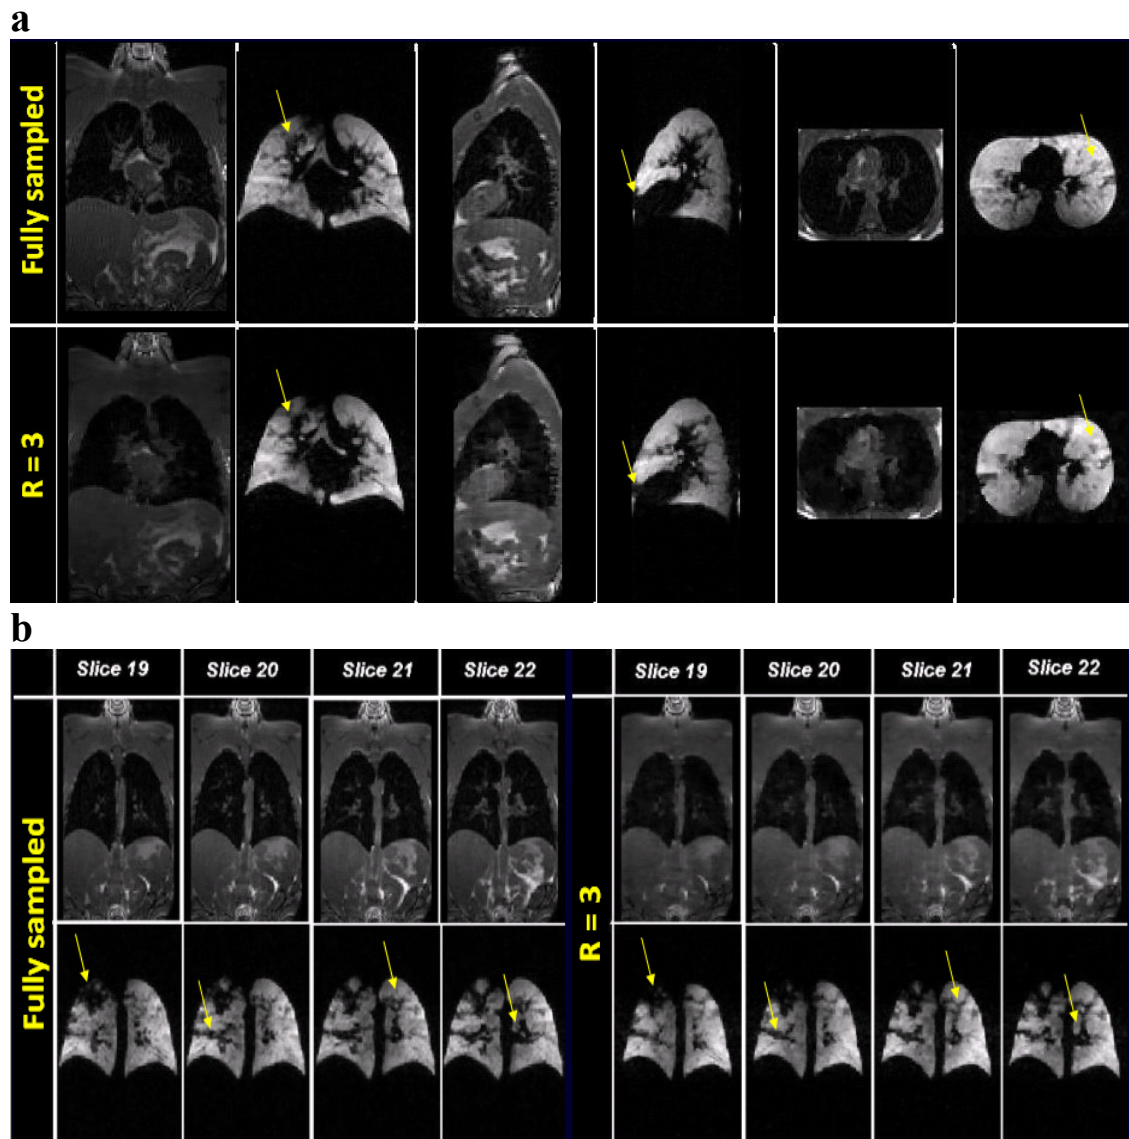 a
Fully sampled
R = 3
b
Slice 19 Slice 20 Slice 21 Slice 22 Slice 19 Slice 20 Slice 21 Slice 22
Fully sampled
R = 3